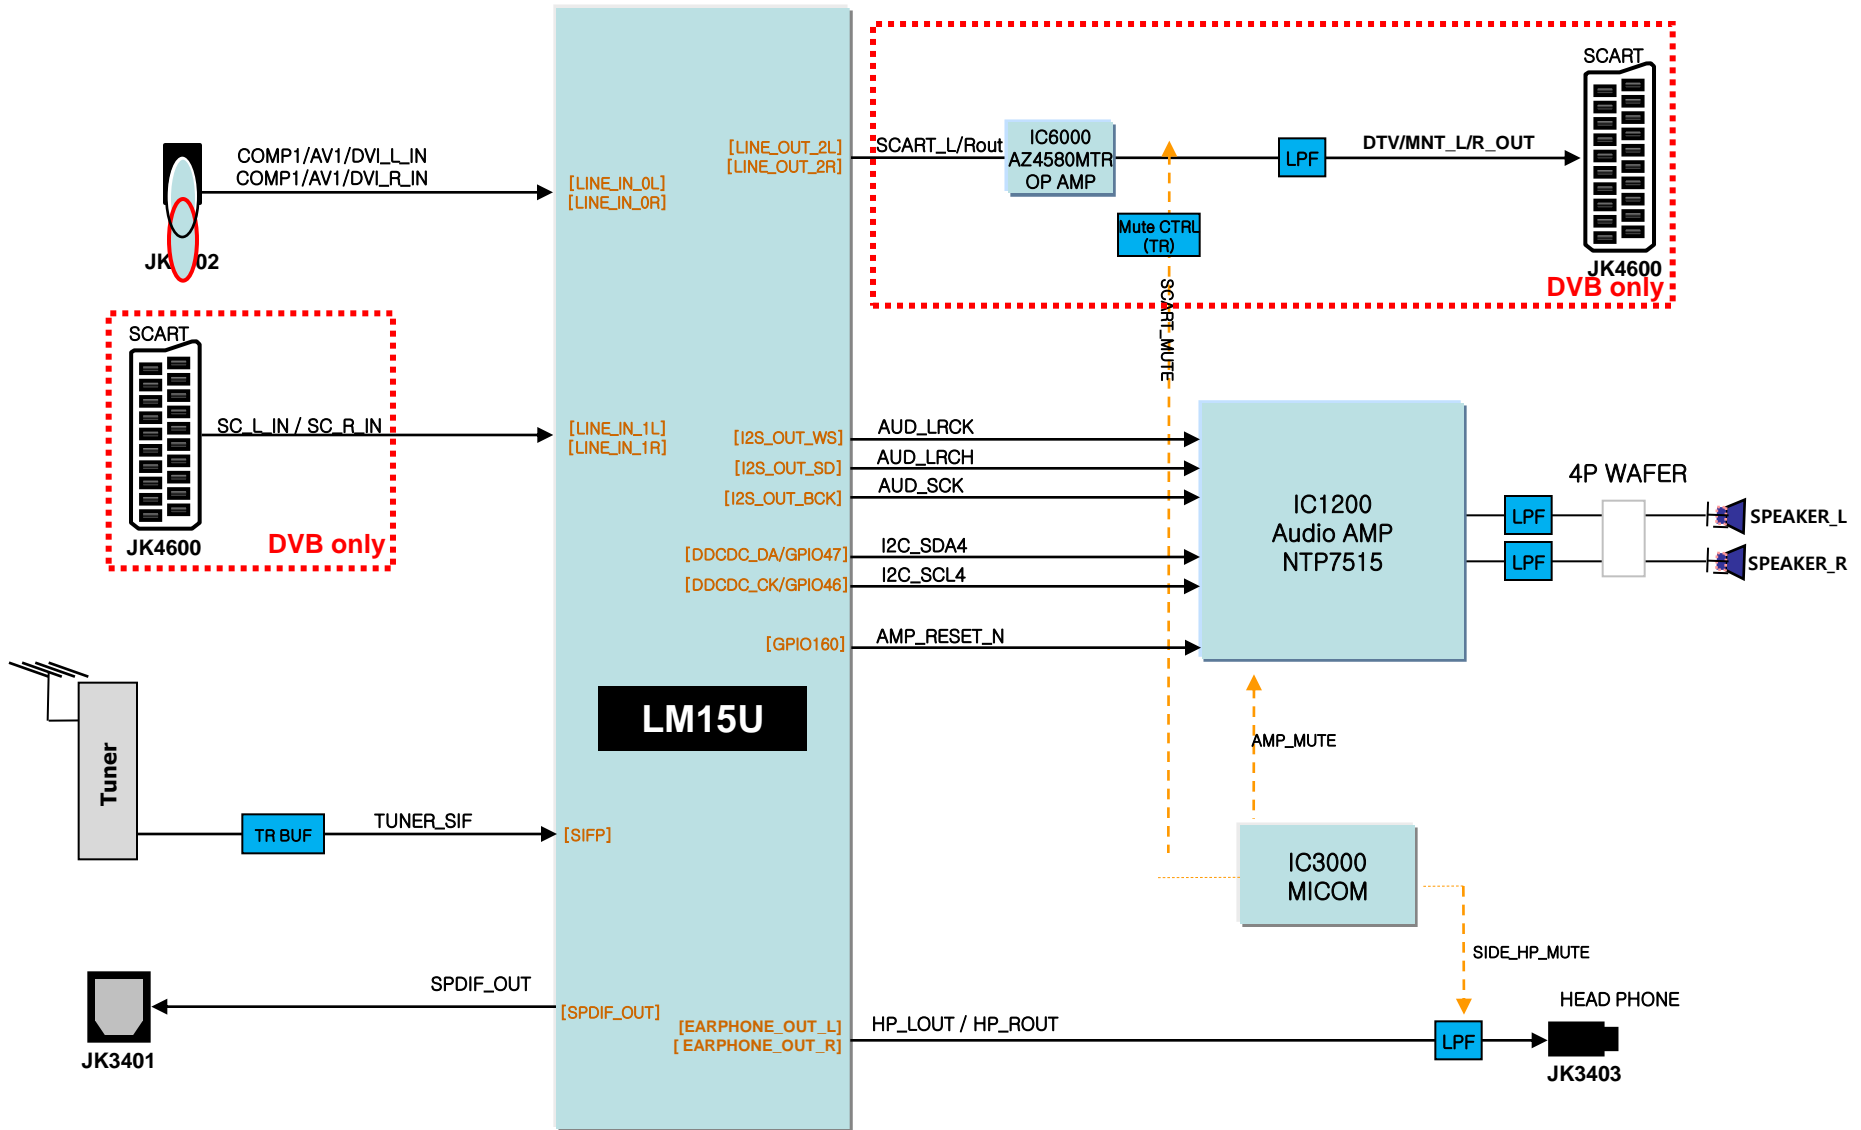 COMP1/AV1/DVI_L_IN
COMP1/AV1/DVI_R_IN
[LINE_IN_0L]
[LINE_IN_0R]
SCART
SC_L_IN / SC_R_IN
[LINE_IN_1L]
[LINE_IN_1R]
JK4600
DVB only
Tuner
TR BUF
TUNER_SIF
[SIFP]
SPDIF_OUT
[SPDIF_OUT]
JK3401
LM15U
[LINE_OUT_2L]
[LINE_OUT_2R]
SCART_L/Rout
IC6000
AZ4580MTR
OP AMP
LPF
DTV/MNT_L/R_OUT
SCART
JK4600
DVB only
Mute CTRL
(TR)
SCART_MUTE
[I2S_OUT_WS]
AUD_LRCK
[I2S_OUT_SD]
AUD_LRCH
[I2S_OUT_BCK]
AUD_SCK
[DDCDC_DA/GPIO47]
I2C_SDA4
[DDCDC_CK/GPIO46]
I2C_SCL4
[GPIO160]
AMP_RESET_N
IC1200
Audio AMP
NTP7515
4P WAFER
LPF
SPEAKER_L
LPF
SPEAKER_R
AMP_MUTE
IC3000
MICOM
SIDE_HP_MUTE
[EARPHONE_OUT_L]
[ EARPHONE_OUT_R]
HP_LOUT / HP_ROUT
LPF
HEAD PHONE
JK3403